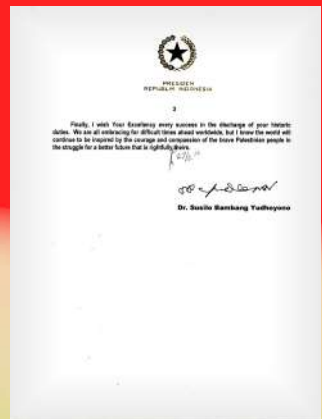 PRESIDEN
REPUBLIK INDONESIA
3
Finally, I wish Your Excellency every success in the discharge of your historic
duties. We are all embracing for difficult times ahead worldwide, but I know the world will
continue to be inspired by the courage and compassion of the brave Palestinian people in
the struggle for a better future that is rightfully theirs.
Dr. Susilo Bambang Yudhoyono